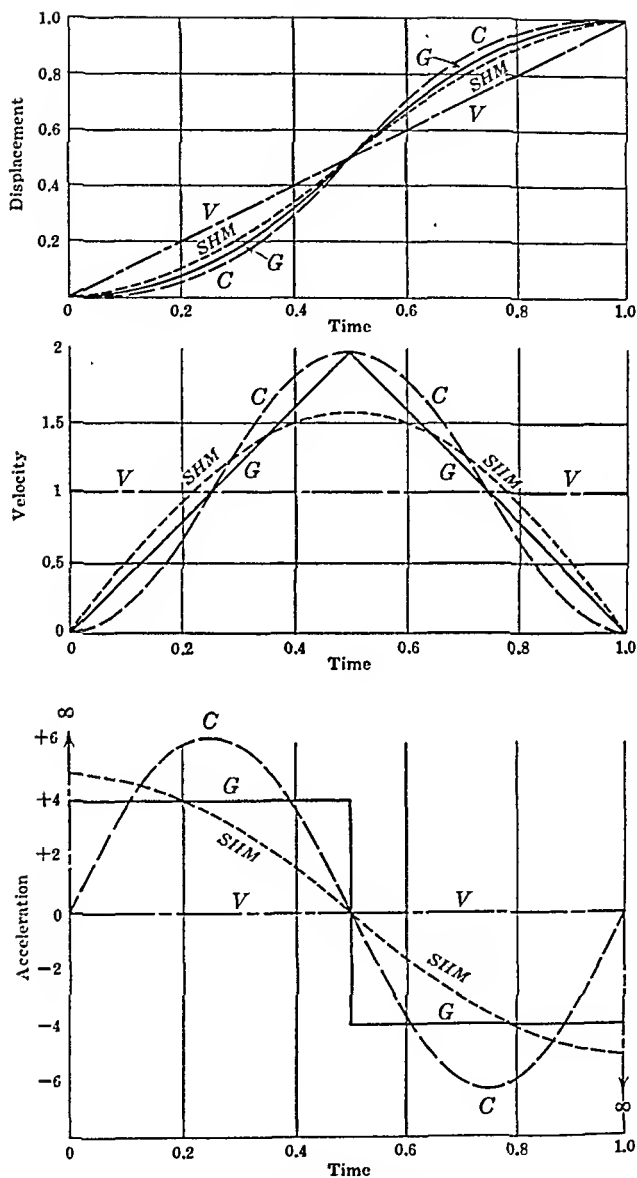 1.0
0.8
0.6
0.4
0.2
0
Displacement
C
G
SHM
V
V
SHM
G
C
0 0.2 0.4 0.6 0.8 1.0
Time
2
1.5
1
0.5
0
Velocity
C
C
SHM
G
G
SHM
V
V
0.2 0.4 0.6 0.8 1.0
Time
∞
+6
+4
+2
0
−2
−4
−6
Acceleration
C
G
SHM
V
V
SHM
G
C
∞
0 0.2 0.4 0.6 0.8 1.0
Time